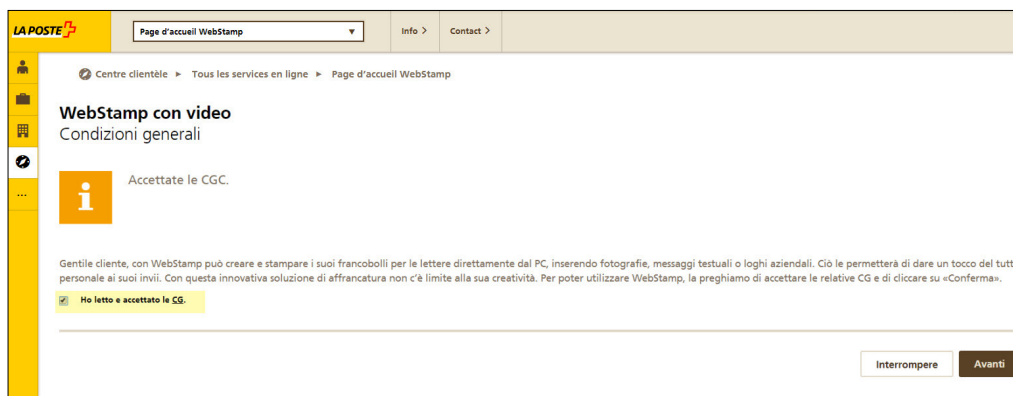 LA POSTE
Page d'accueil WebStamp
Info >
Contact >
Centre clientèle ► Tous les services en ligne ► Page d'accueil WebStamp
WebStamp con video
Condizioni generali
i
Accettate le CGC.
...
Gentile cliente, con WebStamp può creare e stampare i suoi francobolli per le lettere direttamente dal PC, inserendo fotografie, messaggi testuali o loghi aziendali. Ciò le permetterà di dare un tocco del tutt
personale ai suoi invii. Con questa innovativa soluzione di affrancatura non c'è limite alla sua creatività. Per poter utilizzare WebStamp, la preghiamo di accettare le relative CG e di cliccare su «Conferma».
Ho letto e accettato le CG.
Interrompere
Avanti